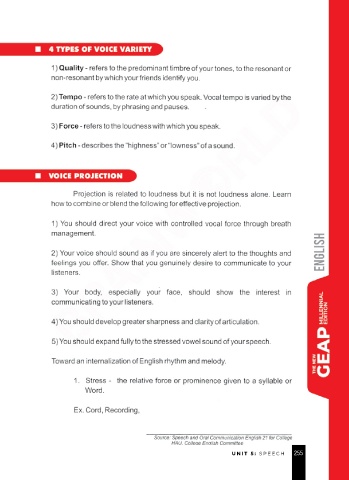 4 TYPES OF VOICE VARIETY
1) Quality - refers to the predominant timbre of your tones, to the resonant or
non-resonant by which your friends identify you.
2) Tempo - refers to the rate at which you speak. Vocal tempo is varied by the
duration of sounds, by phrasing and pauses.
3) Force - refers to the loudness with which you speak.
4) Pitch - describes the "highness" or "lowness" of a sound.
VOICE PROJECTION
Projection is related to loudness but it is not loudness alone. Learn
how to combine or blend the following for effective projection.
1) You should direct your voice with controlled vocal force through breath
management.
2) Your voice should sound as if you are sincerely alert to the thoughts and
feelings you offer. Show that you genuinely desire to communicate to your
listeners.
3) Your body, especially your face, should show the interest in
communicating to your listeners.
4) You should develop greater sharpness and clarity of articulation.
5) You should expand fully to the stressed vowel sound of your speech.
Toward an internalization of English rhythm and melody.
1. Stress - the relative force or prominence given to a syllable or
Word.
Ex. Cord, Recording,
Source: Speech and Oral Communication English 21 for College
HAU. College English Committee
UNIT 5: SPEECH 255
ENGLISH
THE NEW
GEAP
MILLENNIAL
EDITION